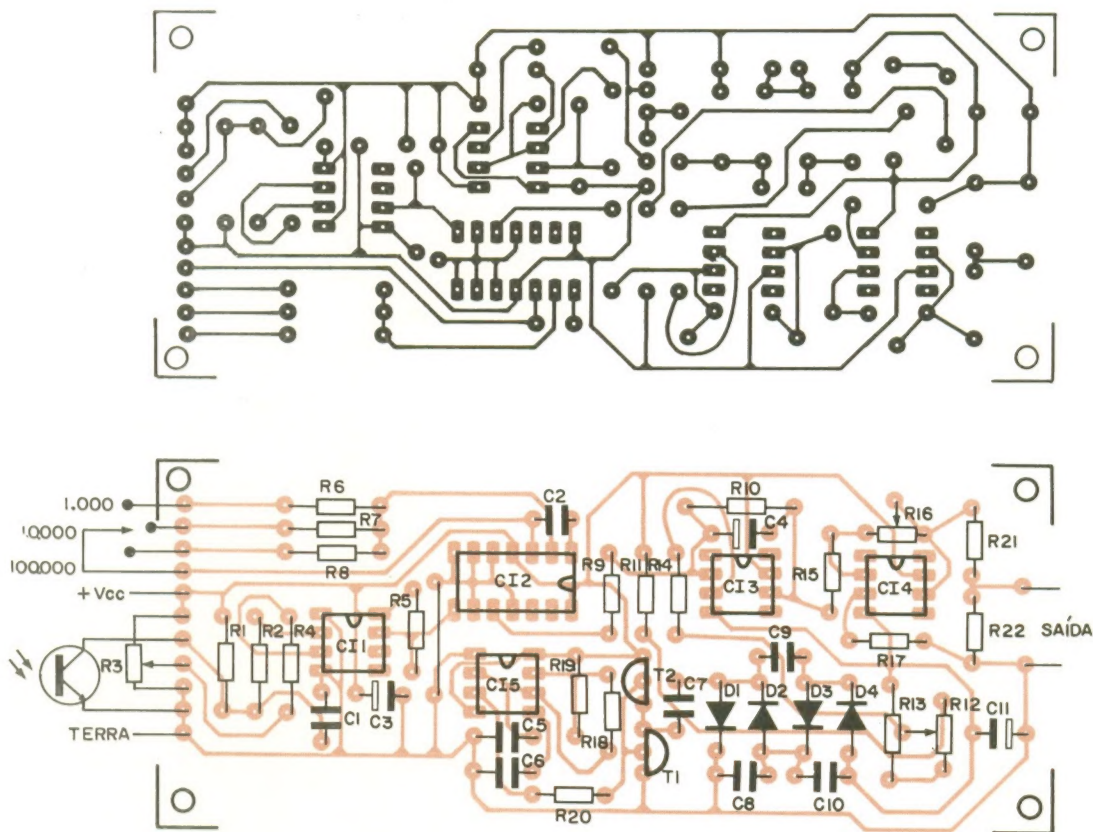 1.000
10.000
100.000
+Vcc
R3
TERRA
R6
R7
R8
C2
R10
C4
R16
R21
R1
R2
R4
CI1
R5
CI2
R9
R11
R14
CI3
R15
CI4
R22
SAÍDA
R17
C1
C3
CI5
R19
R18
T2
C7
C9
D1
D2
D3
D4
R13
R12
C11
C5
C6
T1
R20
C8
C10